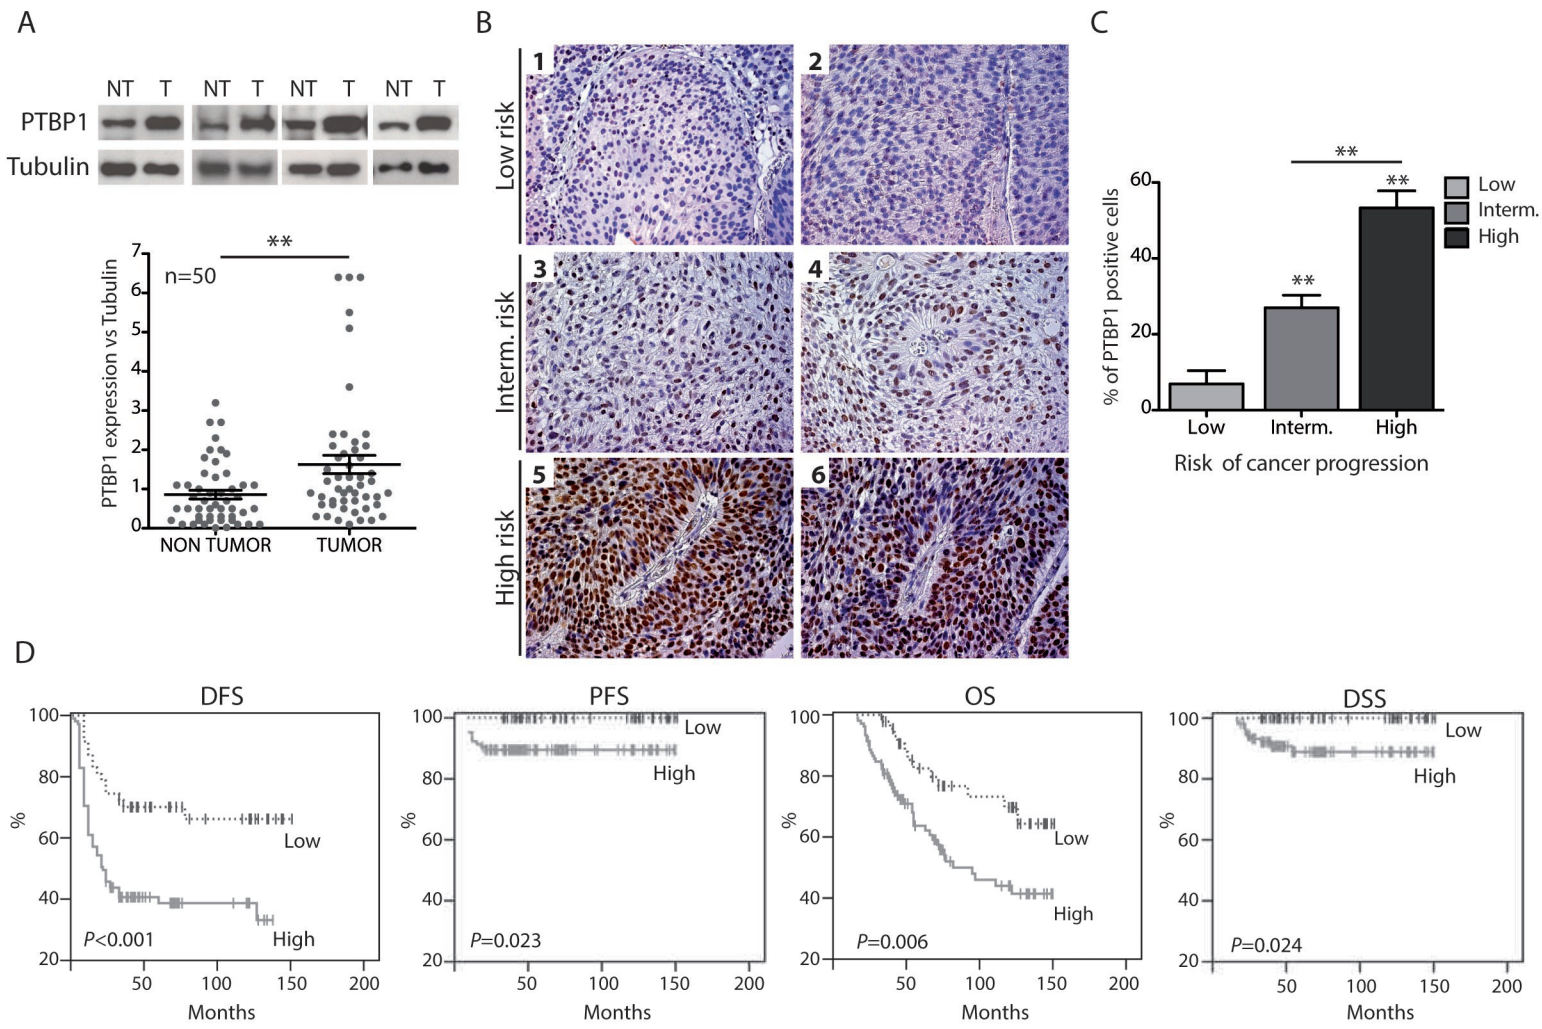 A
NT T NT T NT T NT T
PTBP1
Tubulin
PTBP1 expression vs Tubulin
7
6
5
4
3
2
1
0
n=50
**
NON TUMOR TUMOR
B
Low risk
Interm. risk
High risk
1 2
3 4
5 6
C
% of PTBP1 positive cells
60
40
20
0
**
**
**
Low
Interm.
High
Low Interm. High
Risk of cancer progression
D
DFS
%
100
80
60
40
20
Low
High
P<0.001
50 100 150 200
Months
PFS
%
100
80
60
40
20
Low
High
P=0.023
50 100 150 200
Months
OS
%
100
80
60
40
20
Low
High
P=0.006
50 100 150 200
Months
DSS
%
100
80
60
40
20
Low
High
P=0.024
50 100 150 200
Months